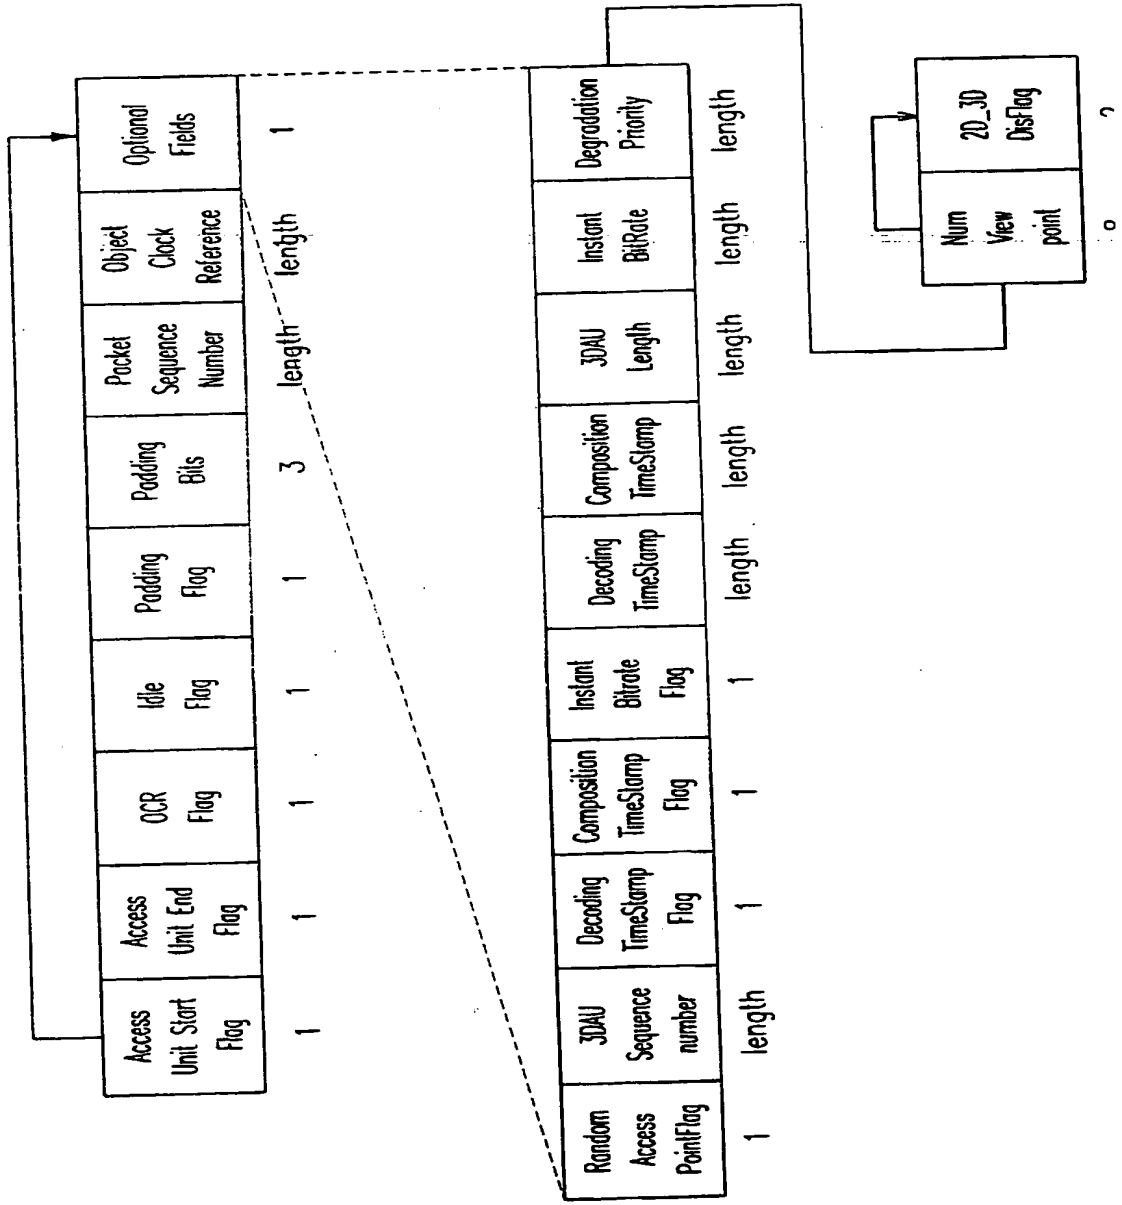 Access
Unit Start
Flag
Access
Unit End
Flag
OCR
Flag
Idle
Flag
Padding
Flag
Padding
Bits
Packet
Sequence
Number
Object
Clock
Reference
Optional
Fields
1
1
1
1
1
3
length
length
1
Random
Access
PointFlag
3DAU
Sequence
number
Decoding
TimeStamp
Flag
Composition
TimeStamp
Flag
Instant
Bitrate
Flag
Decoding
TimeStamp
Composition
TimeStamp
3DAU
Length
Instant
BitRate
Degradation
Priority
1
length
1
1
1
length
length
length
length
length
Num
View
point
2D_3D
DisFlag